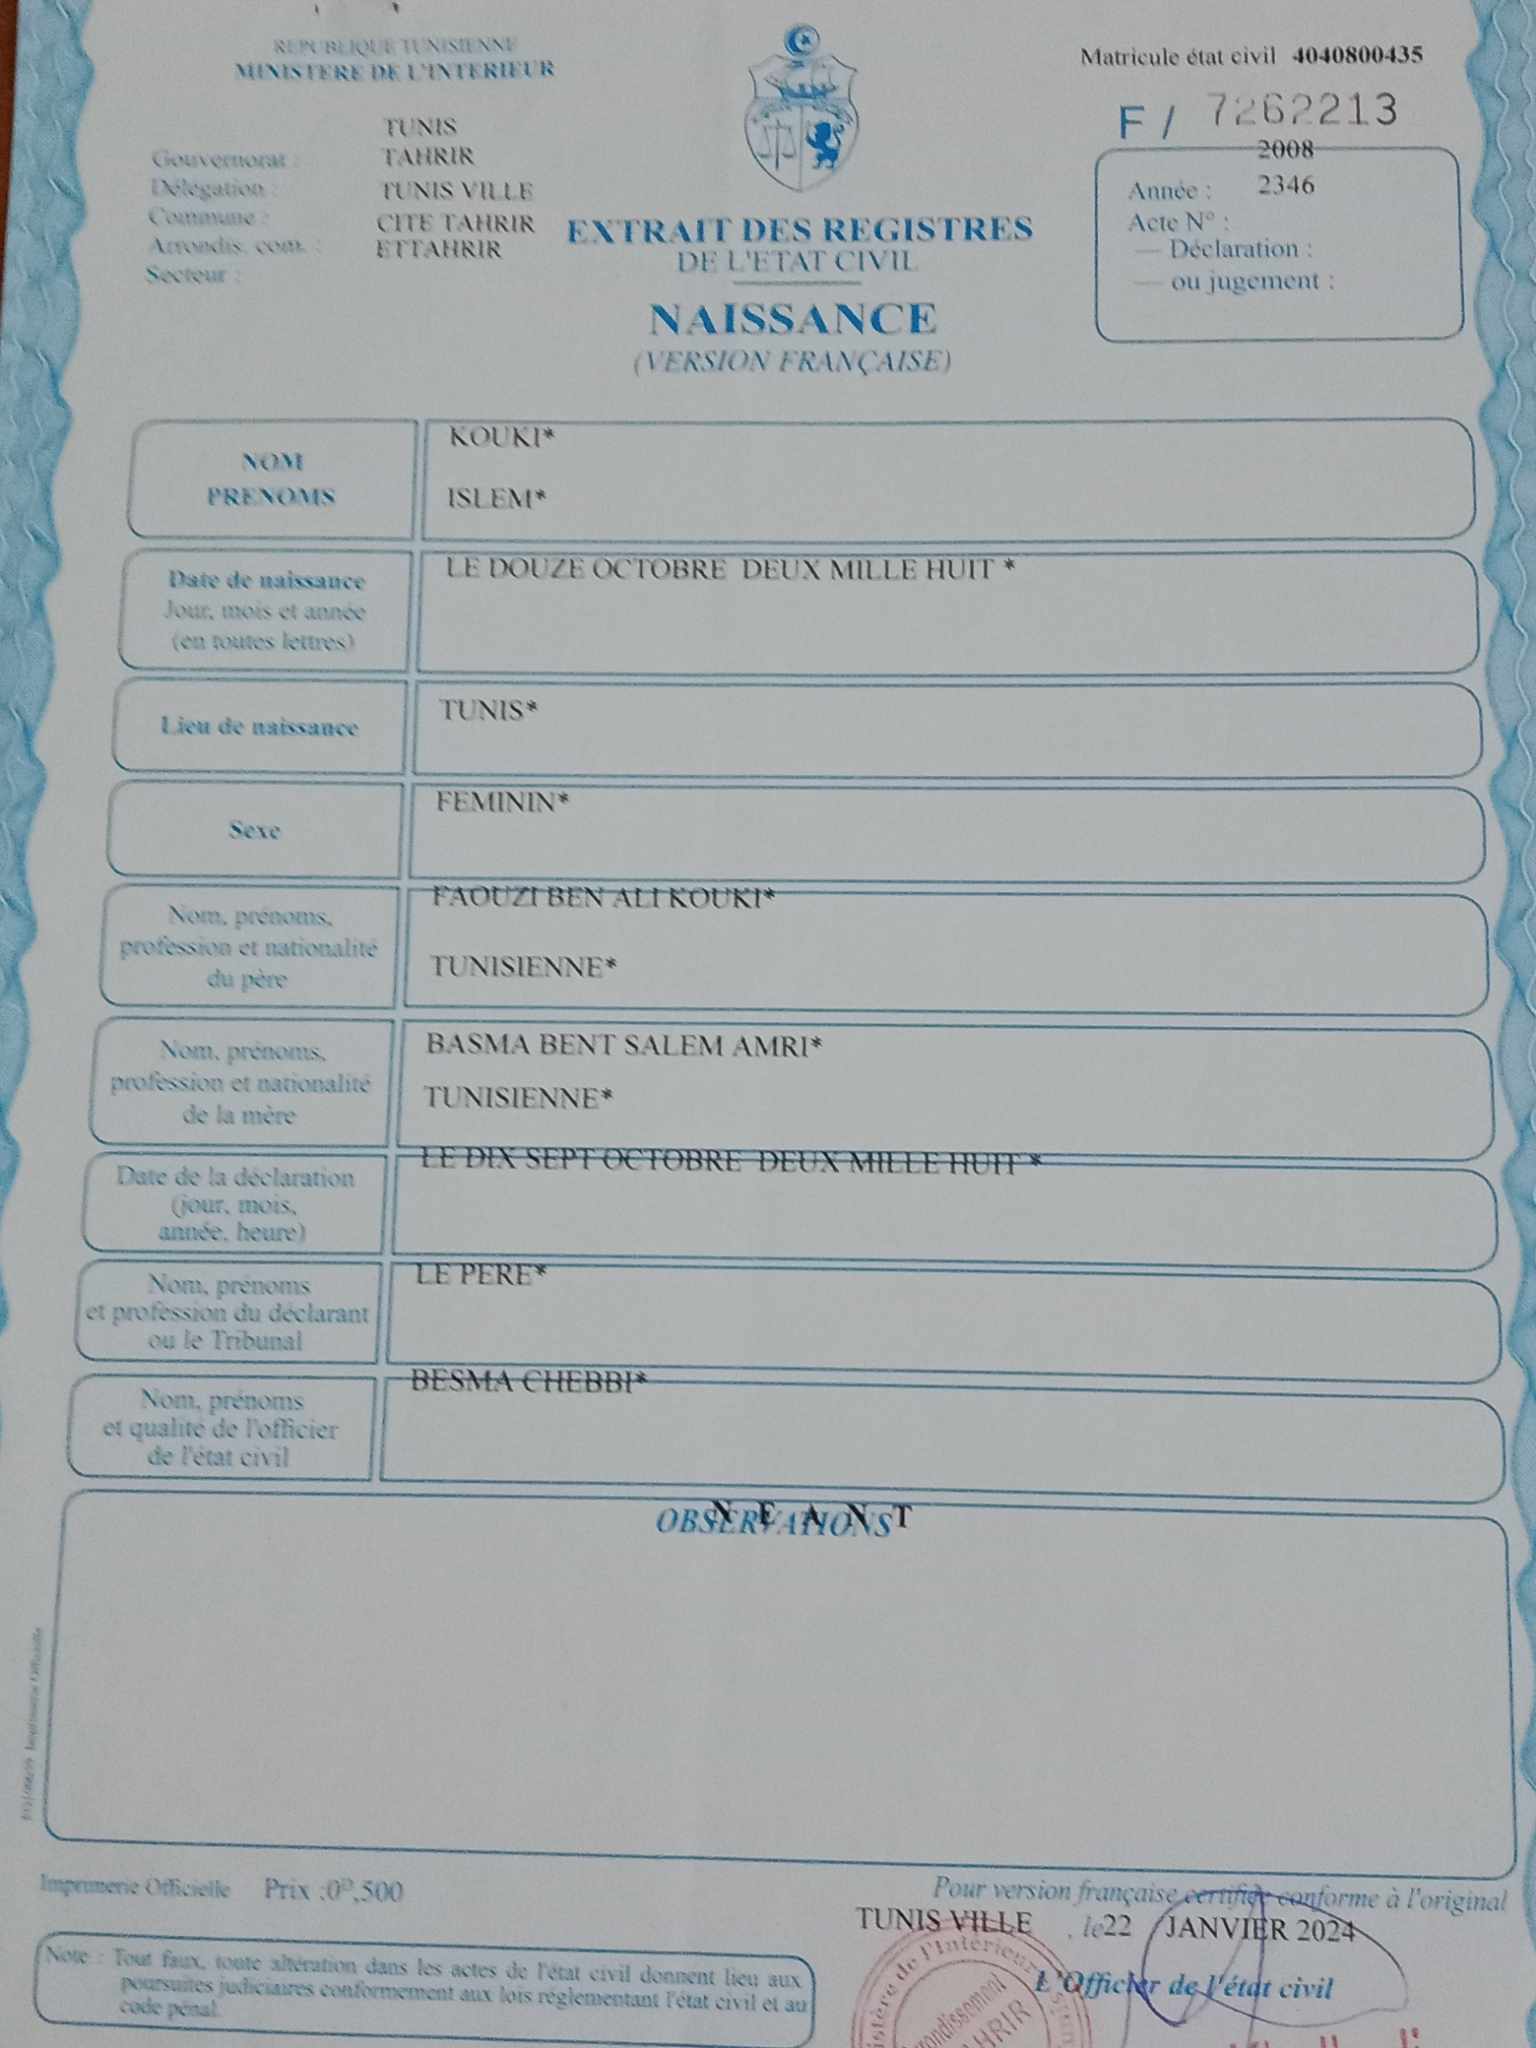 REPUBLIQUE TUNISIENNE
MINISTERE DE L'INTERIEUR
Matricule état civil 4040800435
F / 7262213
TUNIS
Gouvernorat :
TAHRIR
Délégation :
TUNIS VILLE
Commune :
CITE TAHRIR
Arrondis. com. :
ETTAHRIR
Secteur :
2008
Année :
2346
Acte N° :
— Déclaration :
— ou jugement :
EXTRAIT DES REGISTRES
DE L'ETAT CIVIL
NAISSANCE
(VERSION FRANÇAISE)
NOM
PRENOMS
KOUKI*
ISLEM*
Date de naissance
Jour, mois et année
(en toutes lettres)
LE DOUZE OCTOBRE DEUX MILLE HUIT *
Lieu de naissance
TUNIS*
Sexe
FEMININ*
Nom, prénoms,
profession et nationalité
du père
FAOUZI BEN ALI KOUKI*
TUNISIENNE*
Nom, prénoms,
profession et nationalité
de la mère
BASMA BENT SALEM AMRI*
TUNISIENNE*
Date de la déclaration
(jour, mois,
année, heure)
LE DIX SEPT OCTOBRE DEUX MILLE HUIT *
Nom, prénoms
et profession du déclarant
ou le Tribunal
LE PERE*
Nom, prénoms
et qualité de l'officier
de l'état civil
BESMA CHEBBI*
OBSERVATIONS
N E A N T
Imprimerie Officielle
Imprimerie Officielle Prix :0ᴰ,500
Pour version française certifiée conforme à l'original
TUNIS VILLE , le 22 JANVIER 2024
L'Officier de l'état civil
Note : Tout faux, toute altération dans les actes de l'état civil donnent lieu aux
poursuites judiciaires conformement aux lois réglementant l'état civil et au
code pénal.
de l'Intérieur